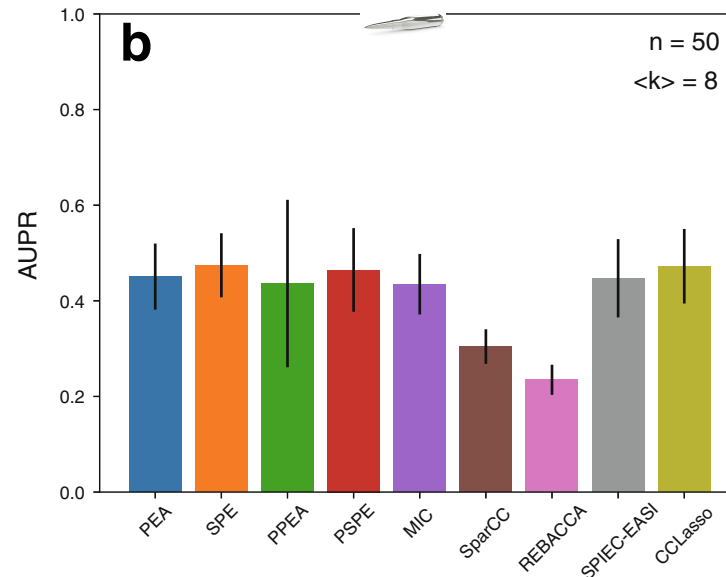 b
n = 50
<k> = 8
AUPR
1.0
0.8
0.6
0.4
0.2
0.0
PEA
SPE
PPEA
PSPE
MIC
SparCC
REBACCA
SPIEC-EASI
CCLasso